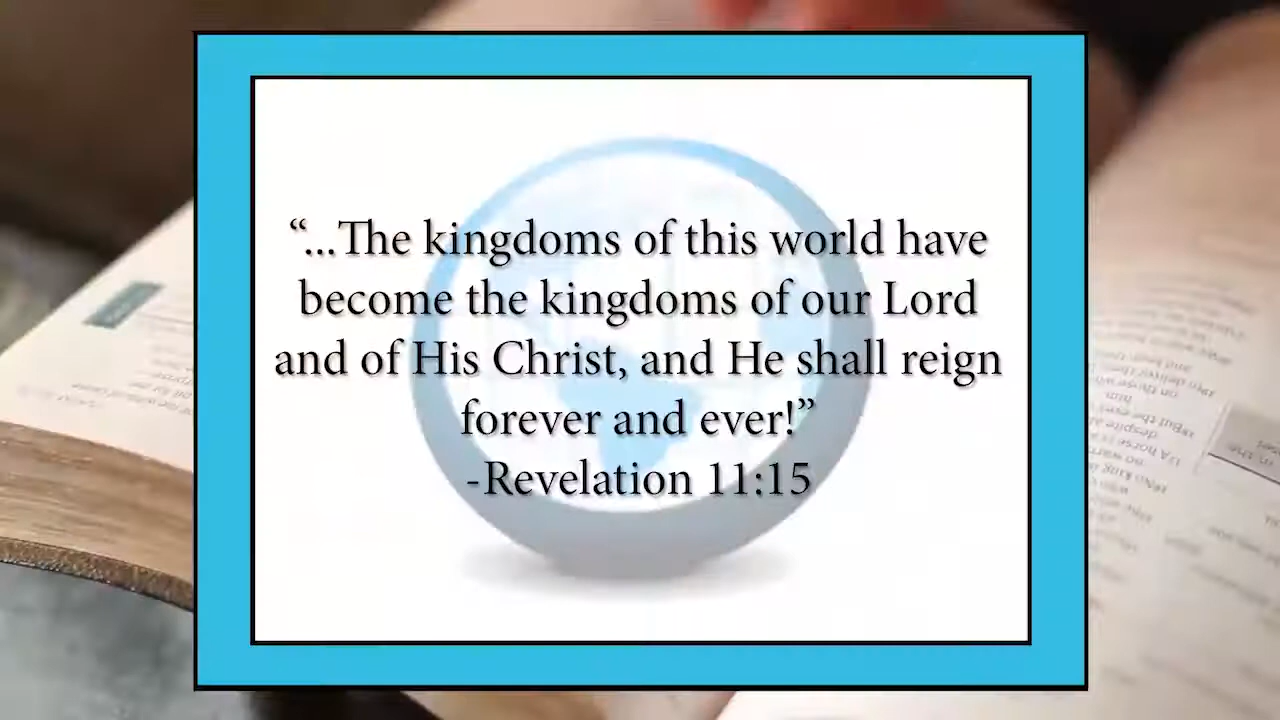 “...The kingdoms of this world have
become the kingdoms of our Lord
and of His Christ, and He shall reign
forever and ever!”
-Revelation 11:15